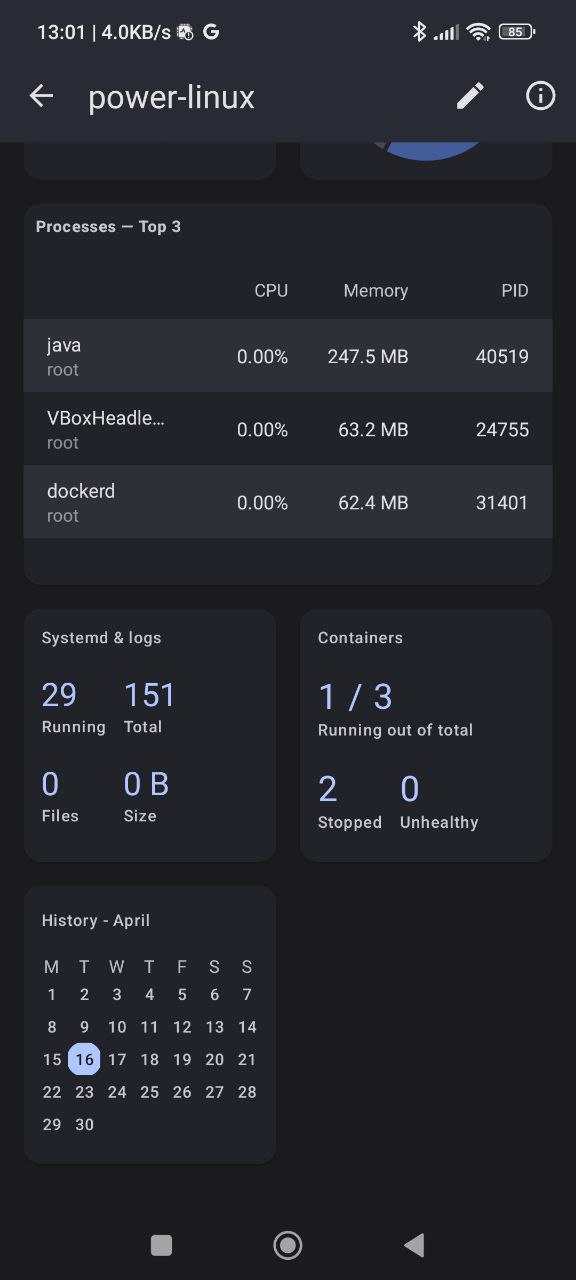 13:01 | 4.0KB/s G 85
power-linux
Processes — Top 3
CPU Memory PID
java 0.00% 247.5 MB 40519
root
VBoxHeadle... 0.00% 63.2 MB 24755
root
dockerd 0.00% 62.4 MB 31401
root
Systemd & logs
29 151
Running Total
0 0 B
Files Size
Containers
1 / 3
Running out of total
2 0
Stopped Unhealthy
History - April
M T W T F S S
1 2 3 4 5 6 7
8 9 10 11 12 13 14
15 16 17 18 19 20 21
22 23 24 25 26 27 28
29 30